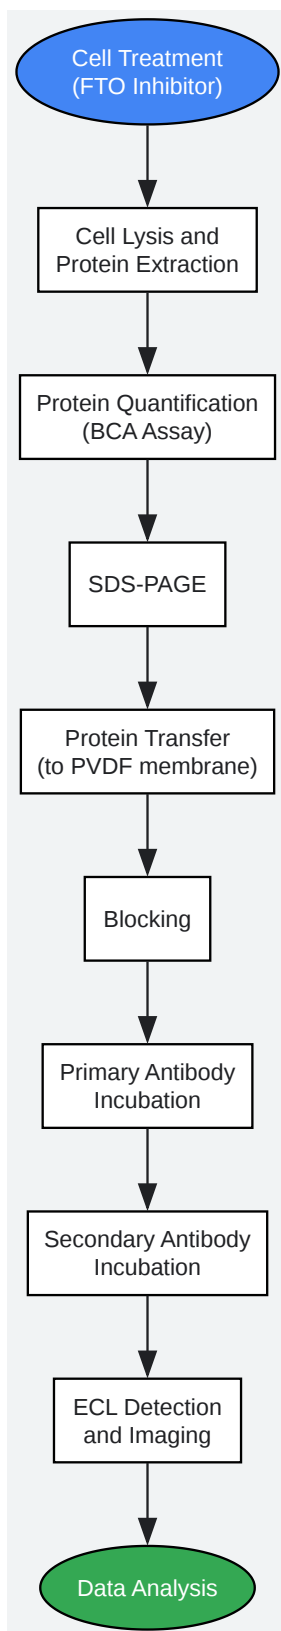 Cell Treatment
(FTO Inhibitor)
Cell Lysis and
Protein Extraction
Protein Quantification
(BCA Assay)
SDS-PAGE
Protein Transfer
(to PVDF membrane)
Blocking
Primary Antibody
Incubation
Secondary Antibody
Incubation
ECL Detection
and Imaging
Data Analysis